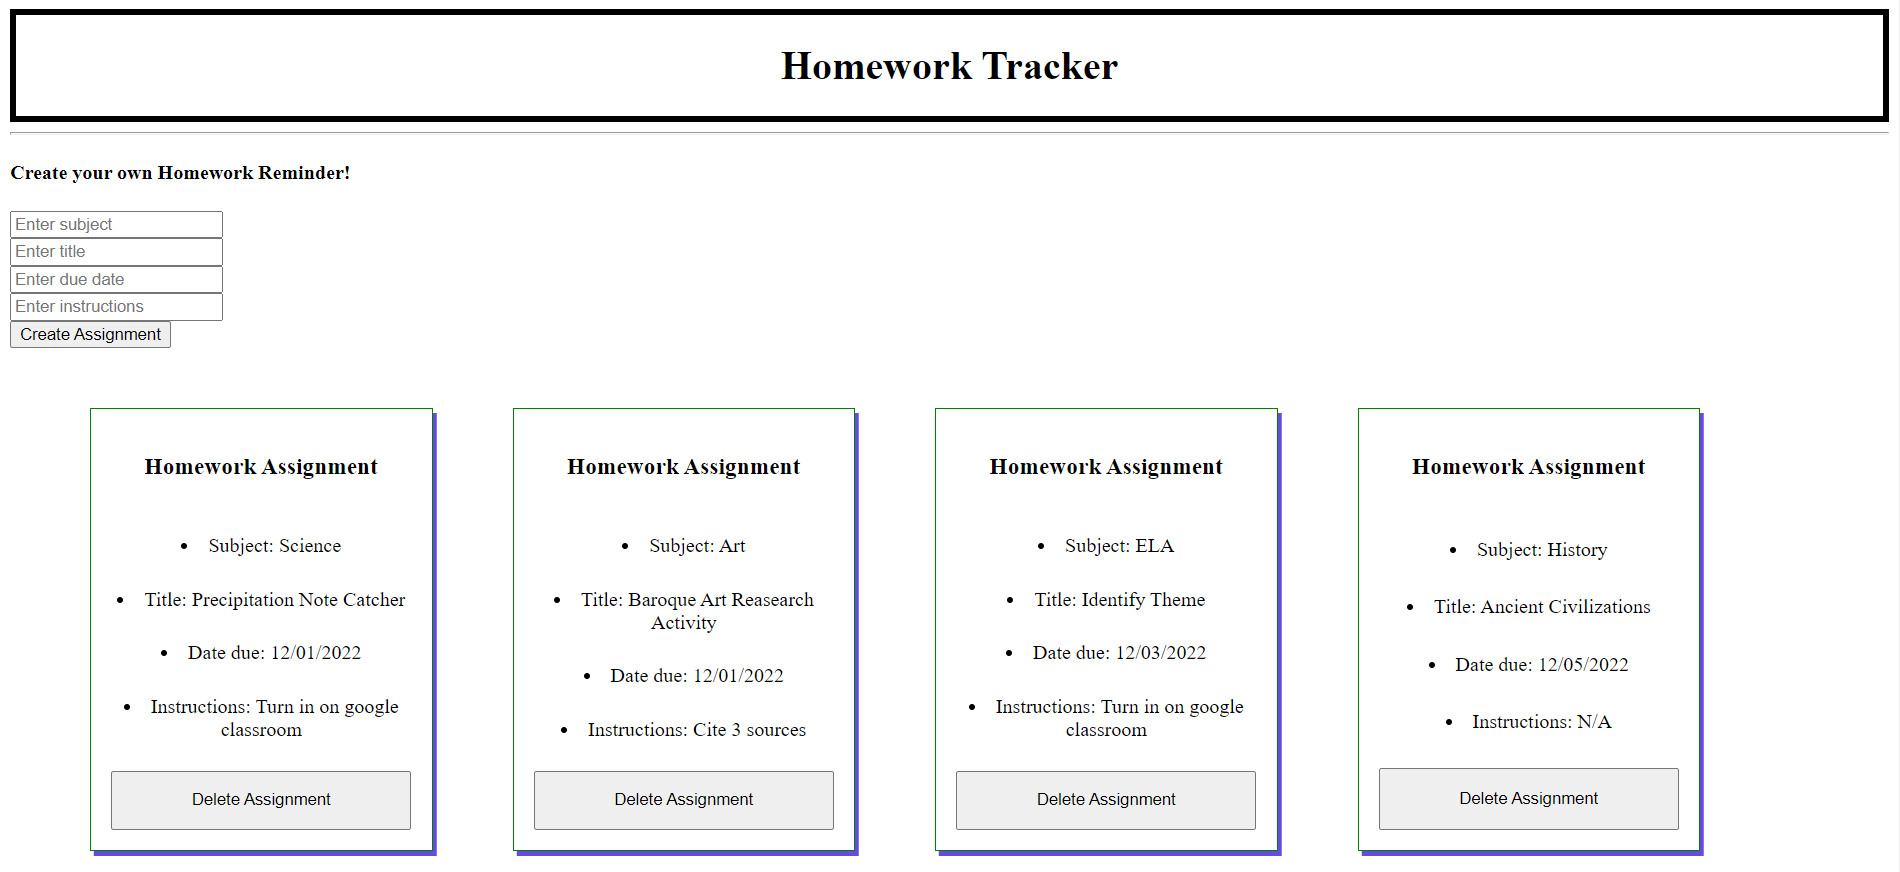 Homework Tracker
Create your own Homework Reminder!
Enter subject
Enter title
Enter due date
Enter instructions
Create Assignment
Homework Assignment
• Subject: Science
• Title: Precipitation Note Catcher
• Date due: 12/01/2022
• Instructions: Turn in on google
classroom
Delete Assignment
Homework Assignment
• Subject: Art
• Title: Baroque Art Reasearch
Activity
• Date due: 12/01/2022
• Instructions: Cite 3 sources
Delete Assignment
Homework Assignment
• Subject: ELA
• Title: Identify Theme
• Date due: 12/03/2022
• Instructions: Turn in on google
classroom
Delete Assignment
Homework Assignment
• Subject: History
• Title: Ancient Civilizations
• Date due: 12/05/2022
• Instructions: N/A
Delete Assignment